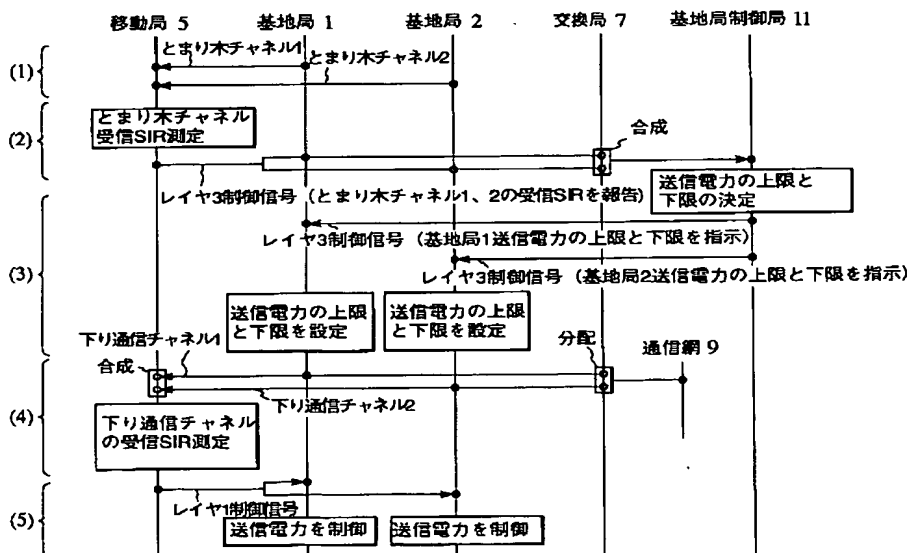 移動局 5
基地局 1
基地局 2
交換局 7
基地局制御局 11
(1)
とまり木チャネル1
とまり木チャネル2
(2)
とまり木チャネル
受信SIR測定
合成
レイヤ3制御信号（とまり木チャネル1、2の受信SIRを報告）
送信電力の上限と
下限の決定
(3)
レイヤ3制御信号（基地局1送信電力の上限と下限を指示）
レイヤ3制御信号（基地局2送信電力の上限と下限を指示）
送信電力の上限
と下限を設定
送信電力の上限
と下限を設定
下り通信チャネル1
分配
通信網 9
(4)
合成
下り通信チャネル2
下り通信チャネル
の受信SIR測定
(5)
レイヤ1制御信号
送信電力を制御
送信電力を制御